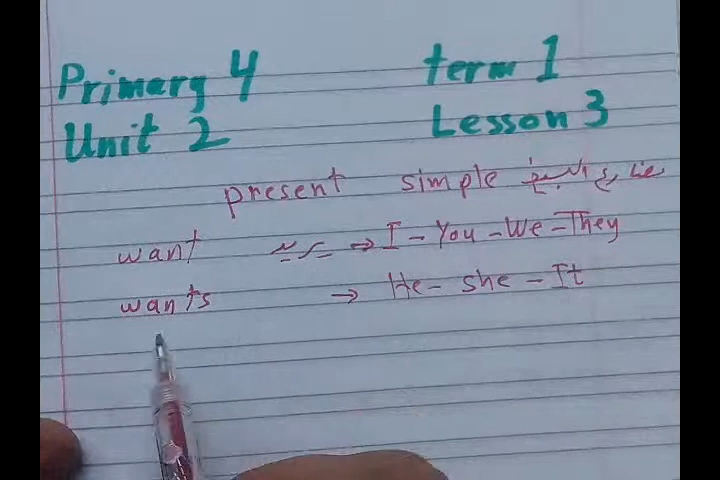 Primary 4 term 1
Unit 2 Lesson 3
present simple مضارع البسيط
want يريد → I - You - We - They
wants → He - she - It